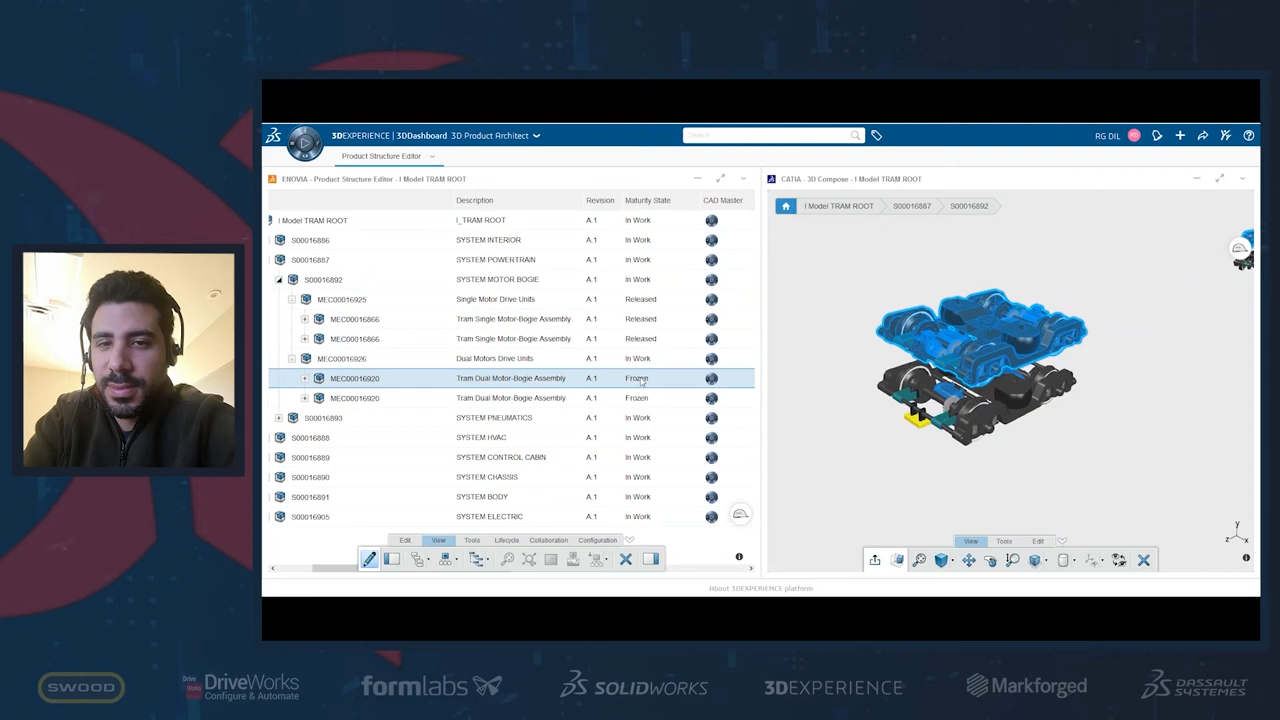 3DEXPERIENCE | 3DDashboard 3D Product Architect
Search
RG DIL
Product Structure Editor
ENOVIA - Product Structure Editor - I Model TRAM ROOT
Description Revision Maturity State CAD Master
I Model TRAM ROOT I_TRAM ROOT A.1 In Work
S00016886 SYSTEM INTERIOR A.1 In Work
S00016887 SYSTEM POWERTRAIN A.1 In Work
S00016892 SYSTEM MOTOR BOGIE A.1 In Work
MEC00016925 Single Motor Drive Units A.1 Released
MEC00016866 Tram Single Motor-Bogie Assembly A.1 Released
MEC00016866 Tram Single Motor-Bogie Assembly A.1 Released
MEC00016926 Dual Motors Drive Units A.1 In Work
MEC00016920 Tram Dual Motor-Bogie Assembly A.1 Frozen
MEC00016920 Tram Dual Motor-Bogie Assembly A.1 Frozen
S00016893 SYSTEM PNEUMATICS A.1 In Work
S00016888 SYSTEM HVAC A.1 In Work
S00016889 SYSTEM CONTROL CABIN A.1 In Work
S00016890 SYSTEM CHASSIS A.1 In Work
S00016891 SYSTEM BODY A.1 In Work
S00016905 SYSTEM ELECTRIC A.1 In Work
Edit View Tools Lifecycle Collaboration Configuration
CATIA - 3D Compose - I Model TRAM ROOT
I Model TRAM ROOT S00016887 S00016892
y
z x
View Tools Edit
About 3DEXPERIENCE platform
SWOOD
DriveWorks
Configure & Automate
formlabs
SOLIDWORKS
3DEXPERIENCE
Markforged
DASSAULT SYSTEMES